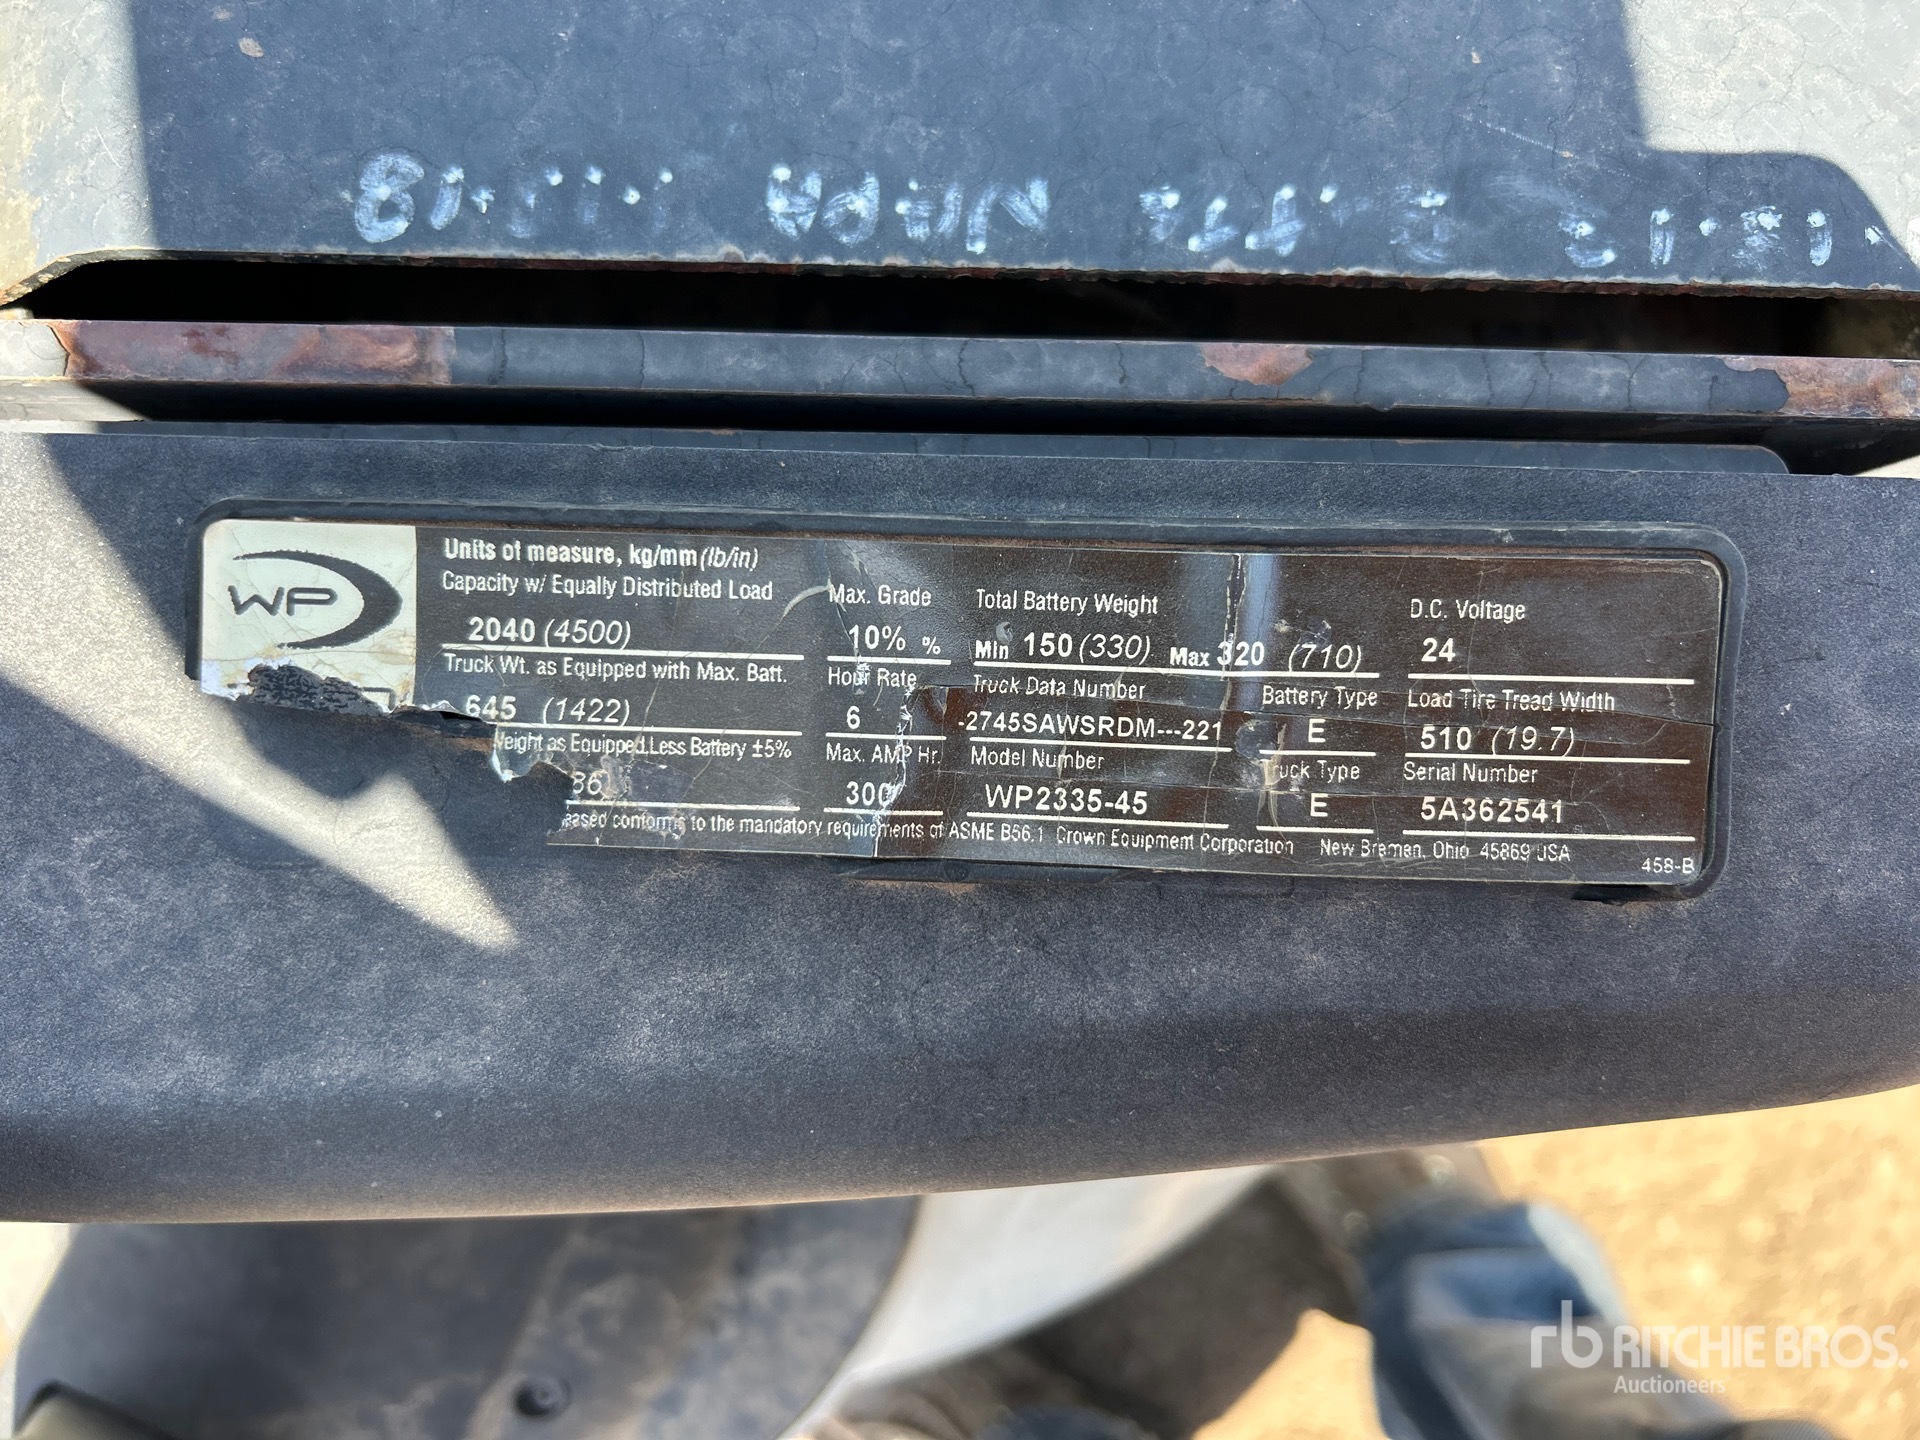 WP
Units of measure, kg/mm (lb/in)
Capacity w/ Equally Distributed Load
2040 (4500)
Max. Grade
10% %
Total Battery Weight
Min 150 (330) Max 320 (710)
D.C. Voltage
24
Truck Wt. as Equipped with Max. Batt.
645 (1422)
Hour Rate
6
Truck Data Number
-2745SAWSRDM---221
Battery Type
E
Load Tire Tread Width
510 (19.7)
as Equipped, Less Battery ±5%
Max. AMP Hr.
300
Model Number
WP2335-45
Truck Type
E
Serial Number
5A362541
conforms to the mandatory requirements of ASME B56.1 Crown Equipment Corporation New Bremen, Ohio 45869 USA
458-B
rb RITCHIE BROS.
Auctioneers